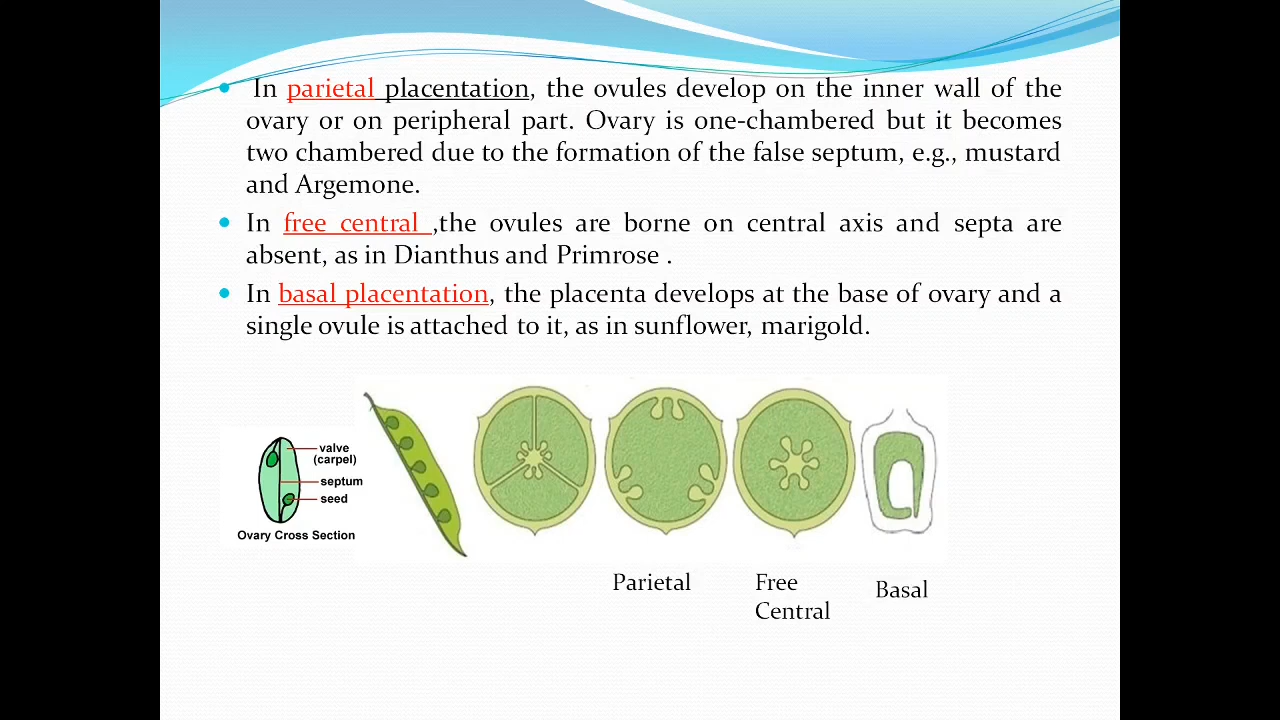 In parietal placentation, the ovules develop on the inner wall of the
ovary or on peripheral part. Ovary is one-chambered but it becomes
two chambered due to the formation of the false septum, e.g., mustard
and Argemone.
In free central ,the ovules are borne on central axis and septa are
absent, as in Dianthus and Primrose .
In basal placentation, the placenta develops at the base of ovary and a
single ovule is attached to it, as in sunflower, marigold.
valve
(carpel)
septum
seed
Ovary Cross Section
Parietal
Free
Central
Basal